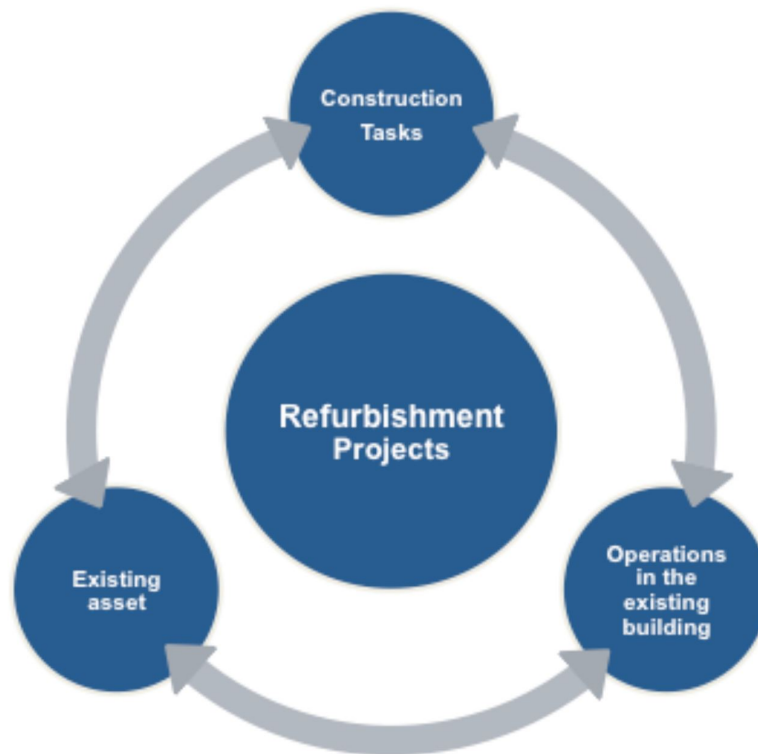 Construction
Tasks
Refurbishment
Projects
Existing
asset
Operations
in the
existing
building